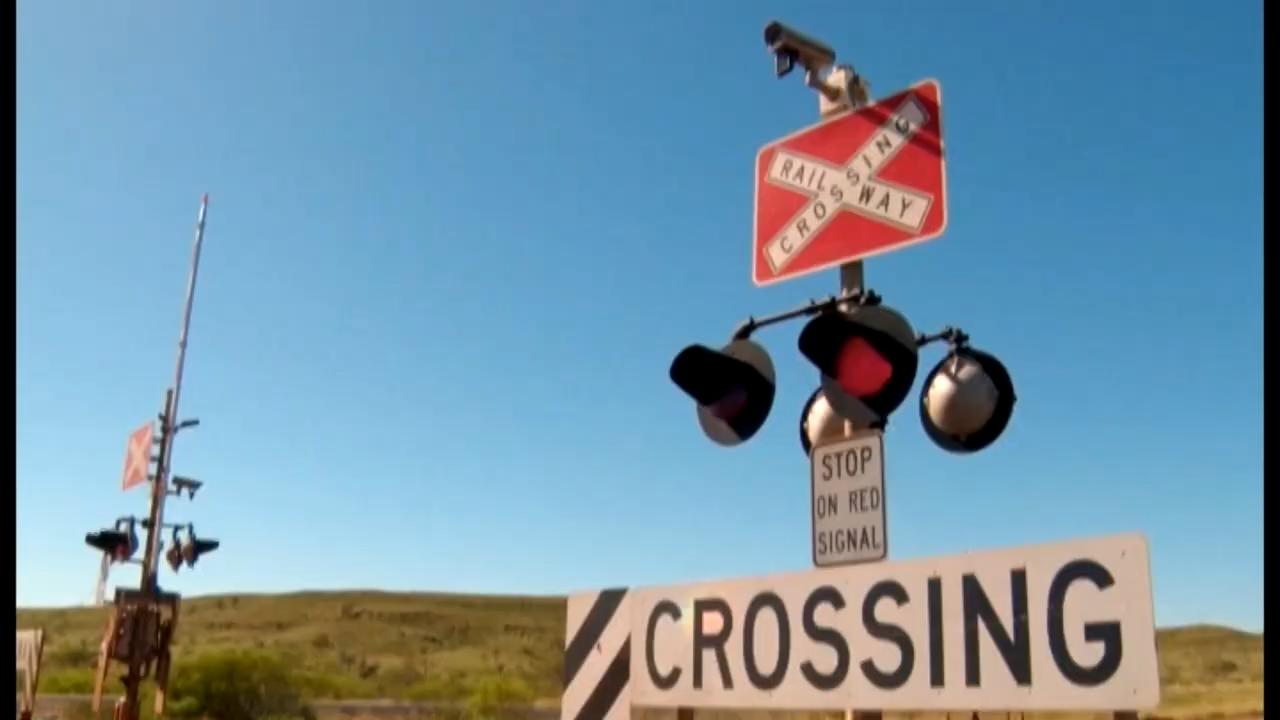 RAILWAY
CROSSING
STOP
ON RED
SIGNAL
CROSSING